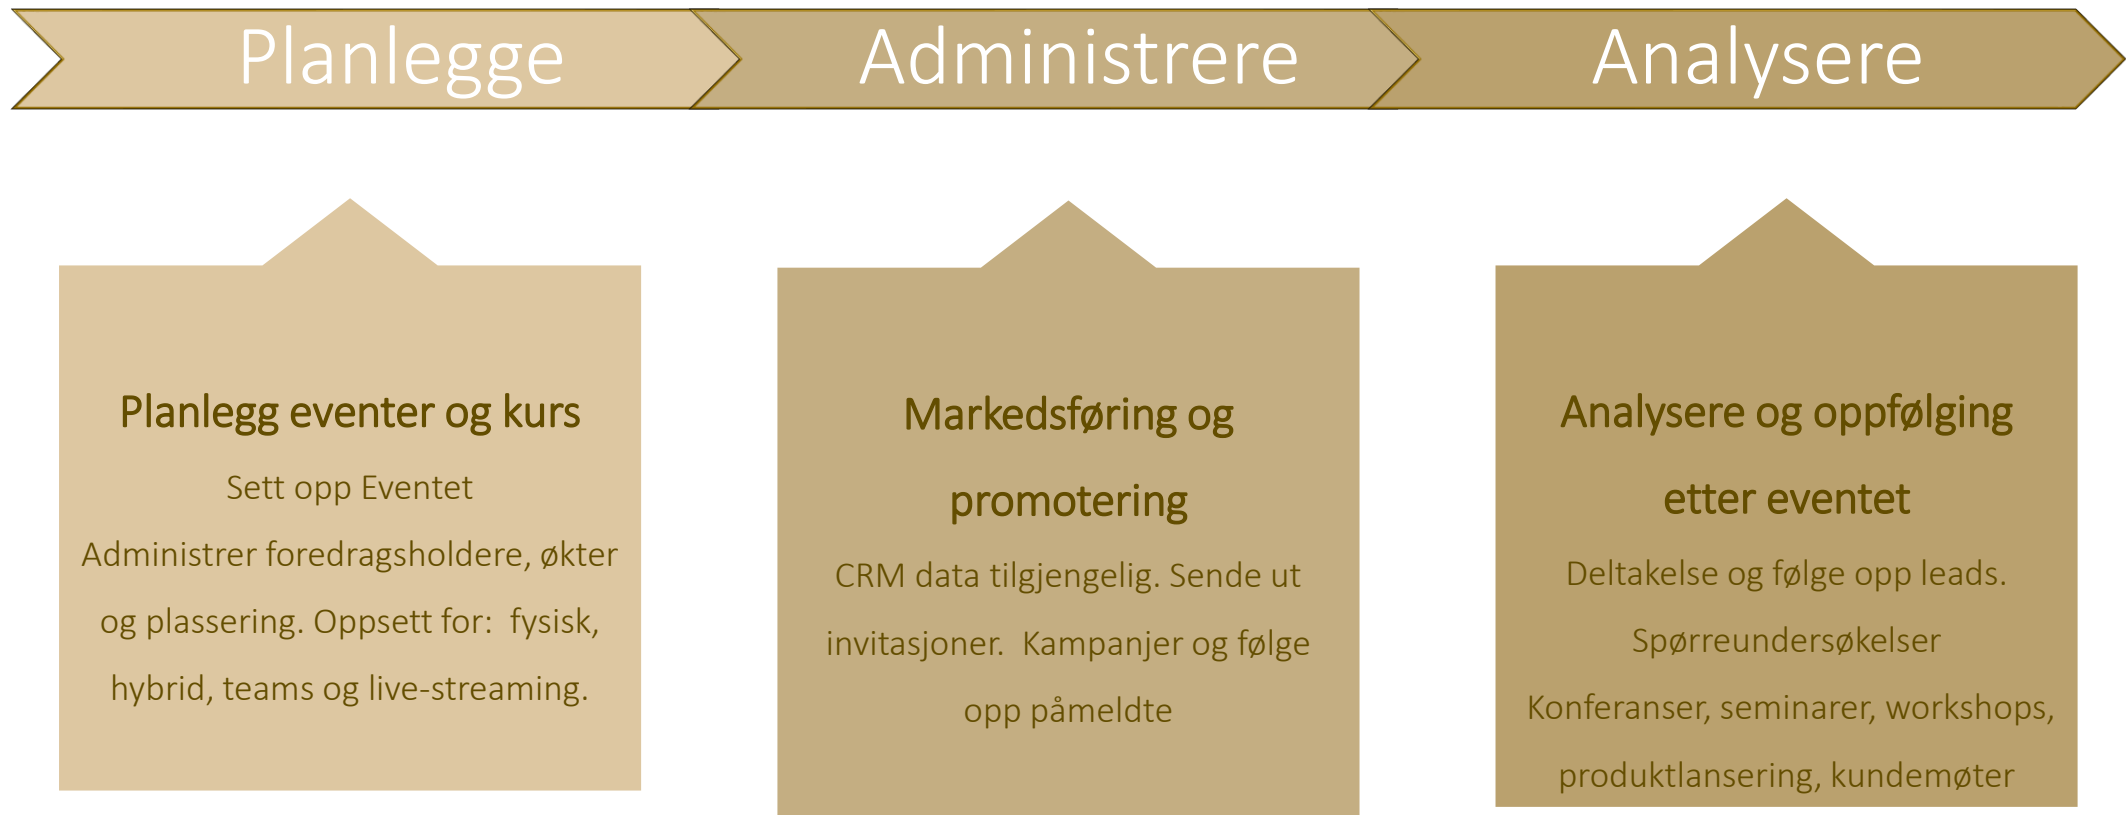 Planlegge
Administrere
Analysere
Planlegg eventer og kurs
Sett opp Eventet
Administrer foredragsholdere, økter
og plassering. Oppsett for:  fysisk,
hybrid, teams og live-streaming.
Markedsføring og
promotering
CRM data tilgjengelig. Sende ut
invitasjoner.  Kampanjer og følge
opp påmeldte
Analysere og oppfølging
etter eventet
Deltakelse og følge opp leads.
Spørreundersøkelser
Konferanser, seminarer, workshops,
produktlansering, kundemøter